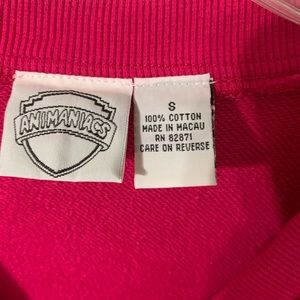 ANIMANIACS
S
100% COTTON
MADE IN MACAU
RN 82871
CARE ON REVERSE